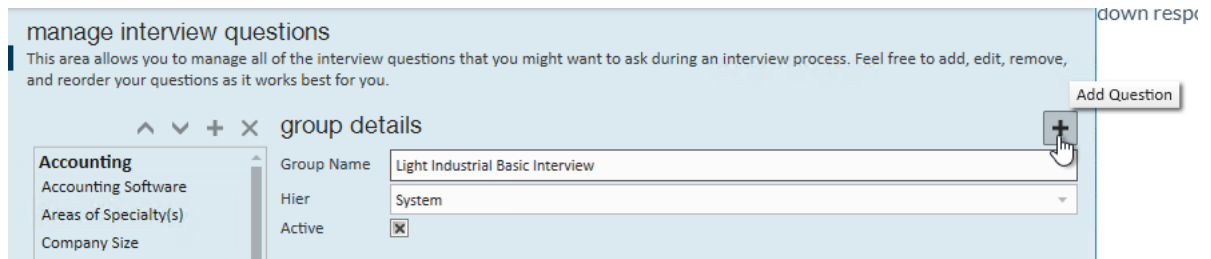 down resp
manage interview questions
This area allows you to manage all of the interview questions that you might want to ask during an interview process. Feel free to add, edit, remove,
and reorder your questions as it works best for you.
Add Question
group details
Accounting
Accounting Software
Areas of Specialty(s)
Company Size
Group Name Light Industrial Basic Interview
Hier System
Active